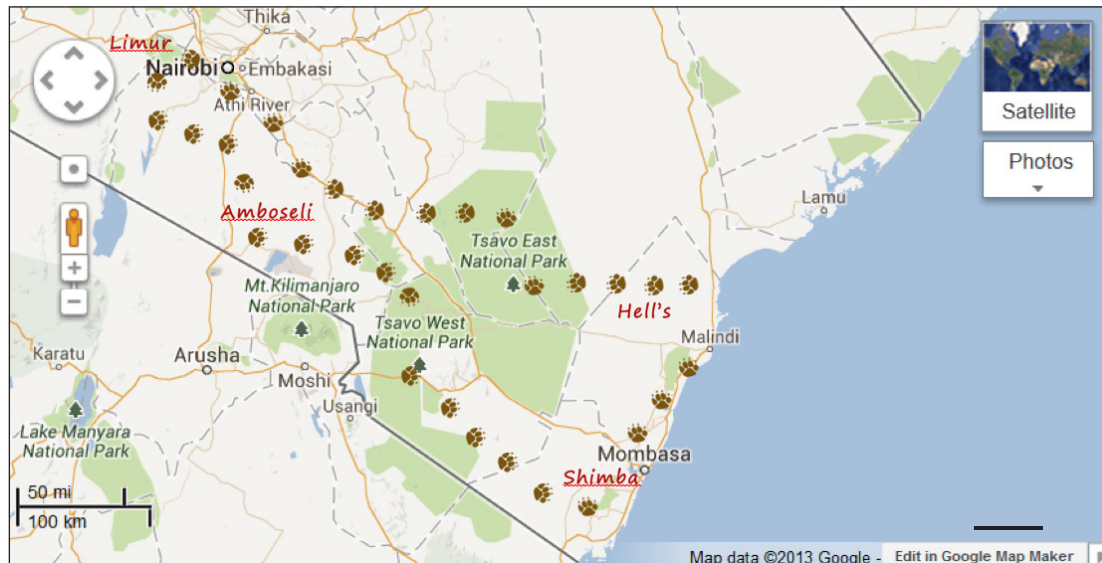 Thika
Limur
Nairobi
Embakasi
Athi River
Satellite
Photos
Lamu
Amboseli
Tsavo East
National Park
Mt.Kilimanjaro
National Park
Hell's
Tsavo West
National Park
Malindi
Karatu
Arusha
Moshi
Usangi
Lake Manyara
National Park
Mombasa
Shimba
50 mi
100 km
Map data ©2013 Google -
Edit in Google Map Maker